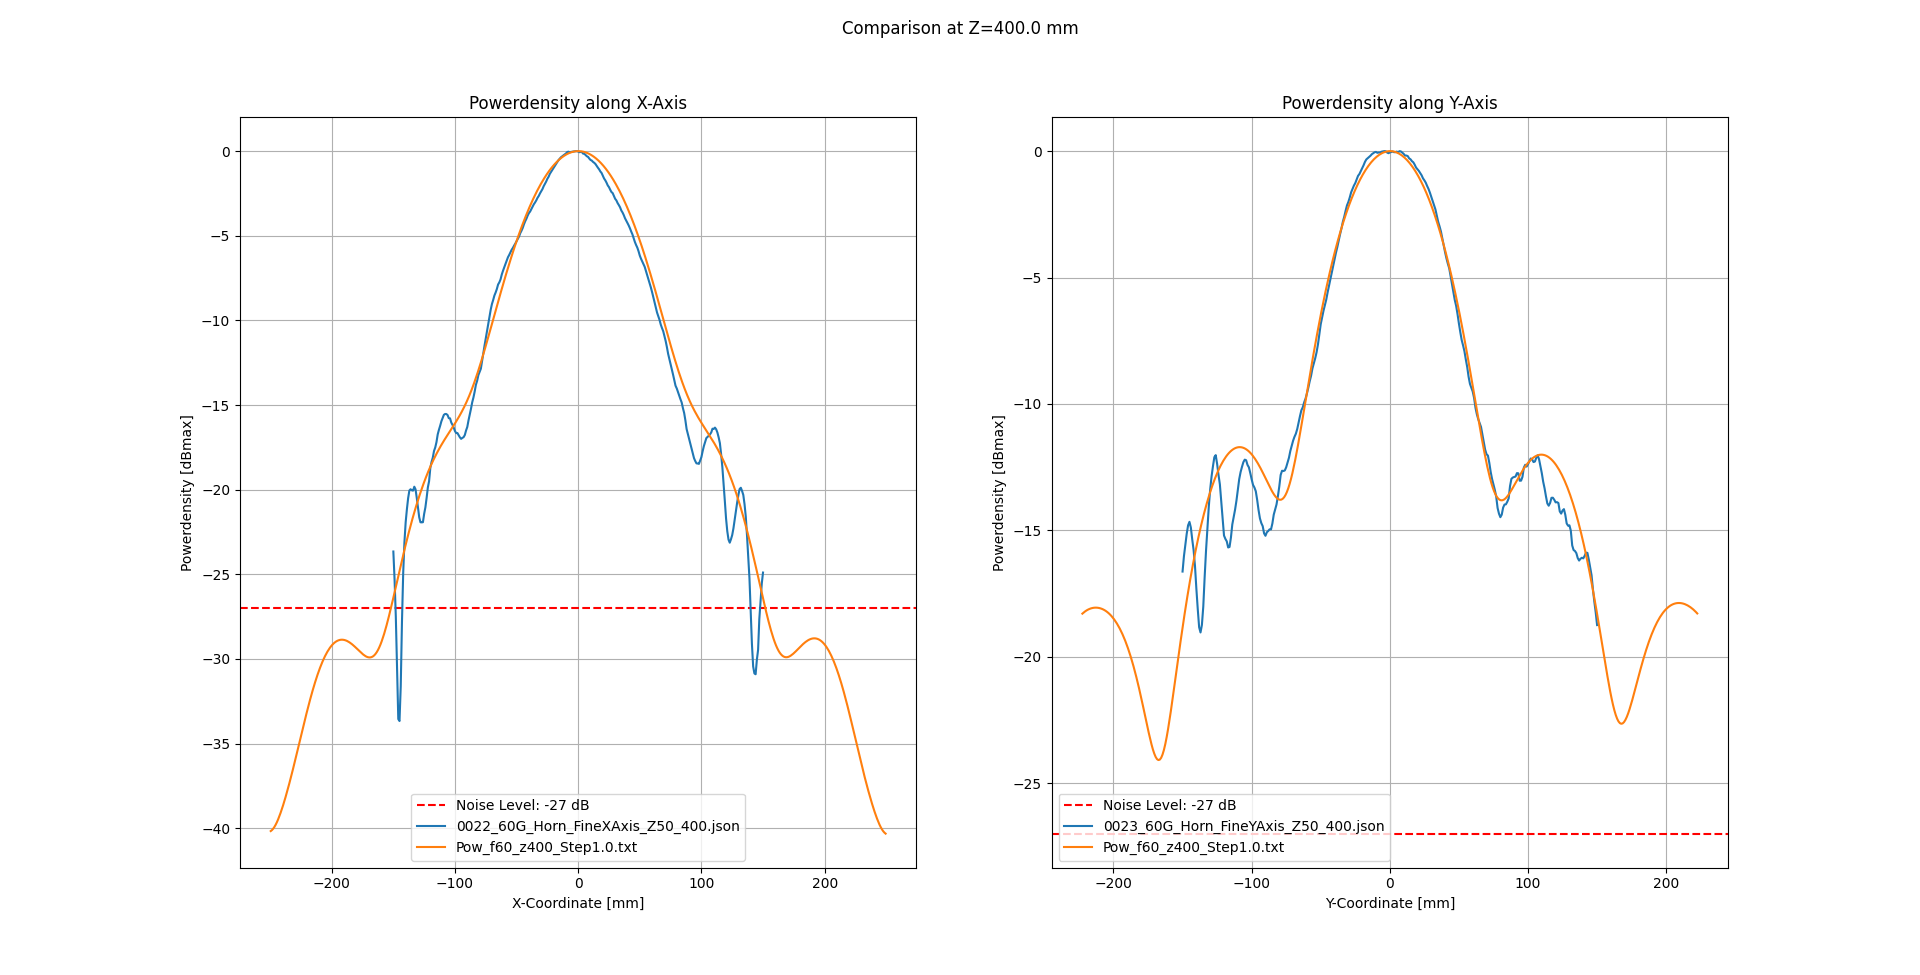 Comparison at Z=400.0 mm
Powerdensity along X-Axis
Powerdensity [dBmax]
0
−5
−10
−15
−20
−25
−30
−35
−40
Noise Level: -27 dB
0022_60G_Horn_FineXAxis_Z50_400.json
Pow_f60_z400_Step1.0.txt
−200
−100
0
100
200
X-Coordinate [mm]
Powerdensity along Y-Axis
Powerdensity [dBmax]
0
−5
−10
−15
−20
−25
Noise Level: -27 dB
0023_60G_Horn_FineYAxis_Z50_400.json
Pow_f60_z400_Step1.0.txt
−200
−100
0
100
200
Y-Coordinate [mm]